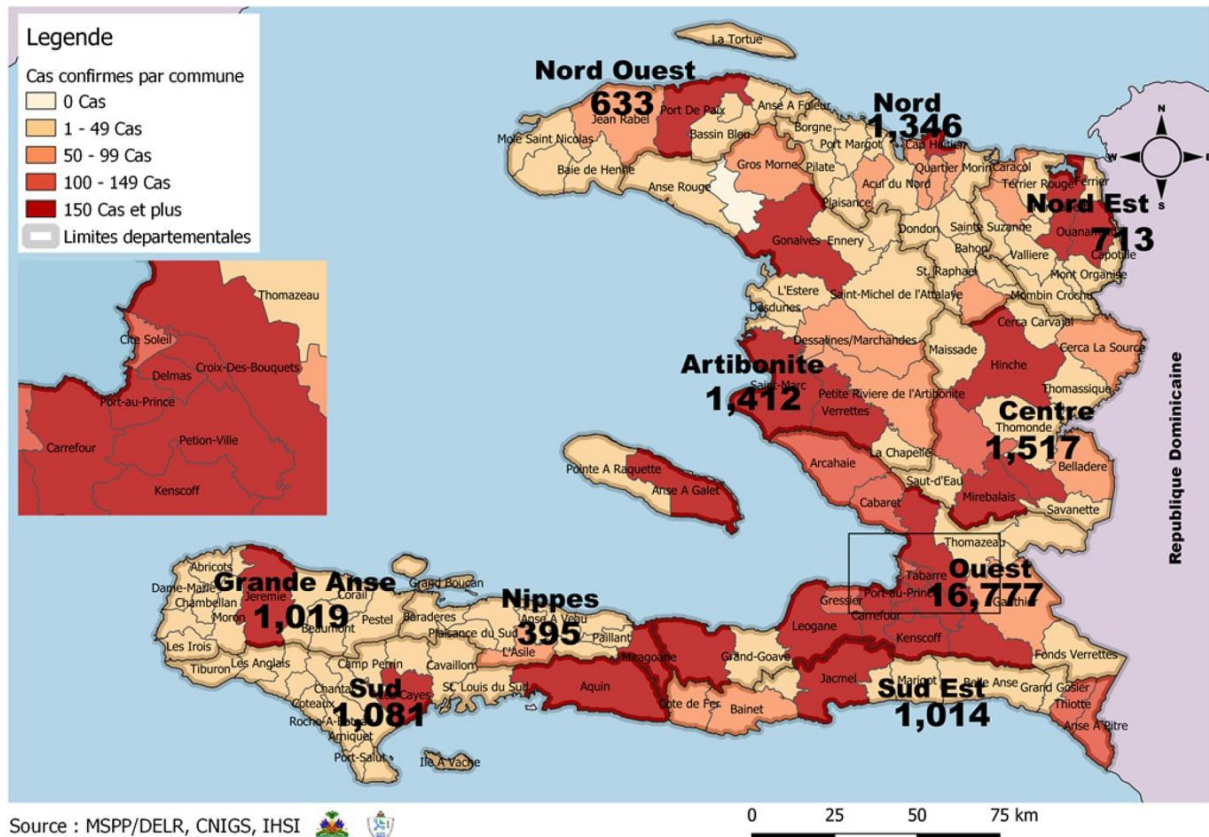 Legende
Cas confirmes par commune
0 Cas
1 - 49 Cas
50 - 99 Cas
100 - 149 Cas
150 Cas et plus
Limites departementales
Thomazeau
Cite Soleil
Croix-Des-Bouquets
Delmas
Port-au-Prince
Petion-Ville
Carrefour
Kenscoff
La Tortue
Nord Ouest
633
Port De Paix
Jean Rabel
Anse A Foleur
Mole Saint Nicolas
Bassin Bleu
Baie de Henne
Nord
1,346
Borgne
Port Margot
Cap Haitien
Quartier Morin
Caracol
Pilate
Acul du Nord
Plaisance
Terrier Rouge
Ferrier
Nord Est
713
Gros Morne
Anse Rouge
Gonaives
Ennery
Dondon
Sainte Suzanne
Bahon
Valliere
Capotille
Mont Organise
St. Raphael
Mombin Crochu
L'Estere
Saint-Michel de l'Attalaye
Desdunes
Cerca Carvajal
Dessalines/Marchandes
Maissade
Cerca La Source
Hinche
Artibonite
1,412
Saint-Marc
Petite Riviere de l'Artibonite
Verrettes
Thomassique
Centre
1,517
Thomonde
La Chapelle
Belladere
Pointe A Raquette
Anse A Galet
Arcahaie
Saut-d'Eau
Mirebalais
Cabaret
Savanette
Republique Dominicaine
Thomazeau
Ouest
16,777
Tabarre
Port-au-Prince
Gressier
Carrefour
Leogane
Kenscoff
Fonds Verrettes
Abricots
Dame-Marie
Grande Anse
1,019
Jeremie
Corail
Grand Boucan
Chambellan
Moron
Pestel
Baraderes
Nippes
395
Anse A Veau
Beaumont
Plaisance du Sud
Paillant
Les Irois
L'Asile
Miragoane
Grand-Goave
Tiburon
Les Anglais
Camp Perrin
Cavaillon
St. Louis du Sud
Aquin
Sud
1,081
Coteaux
Port-Salut
Ile A Vache
Cote de Fer
Bainet
Jacmel
Sud Est
1,014
Belle Anse
Grand Gosier
Thiotte
Anse A Pitre
N
W
S
Source : MSPP/DELR, CNIGS, IHSI
0 25 50 75 km